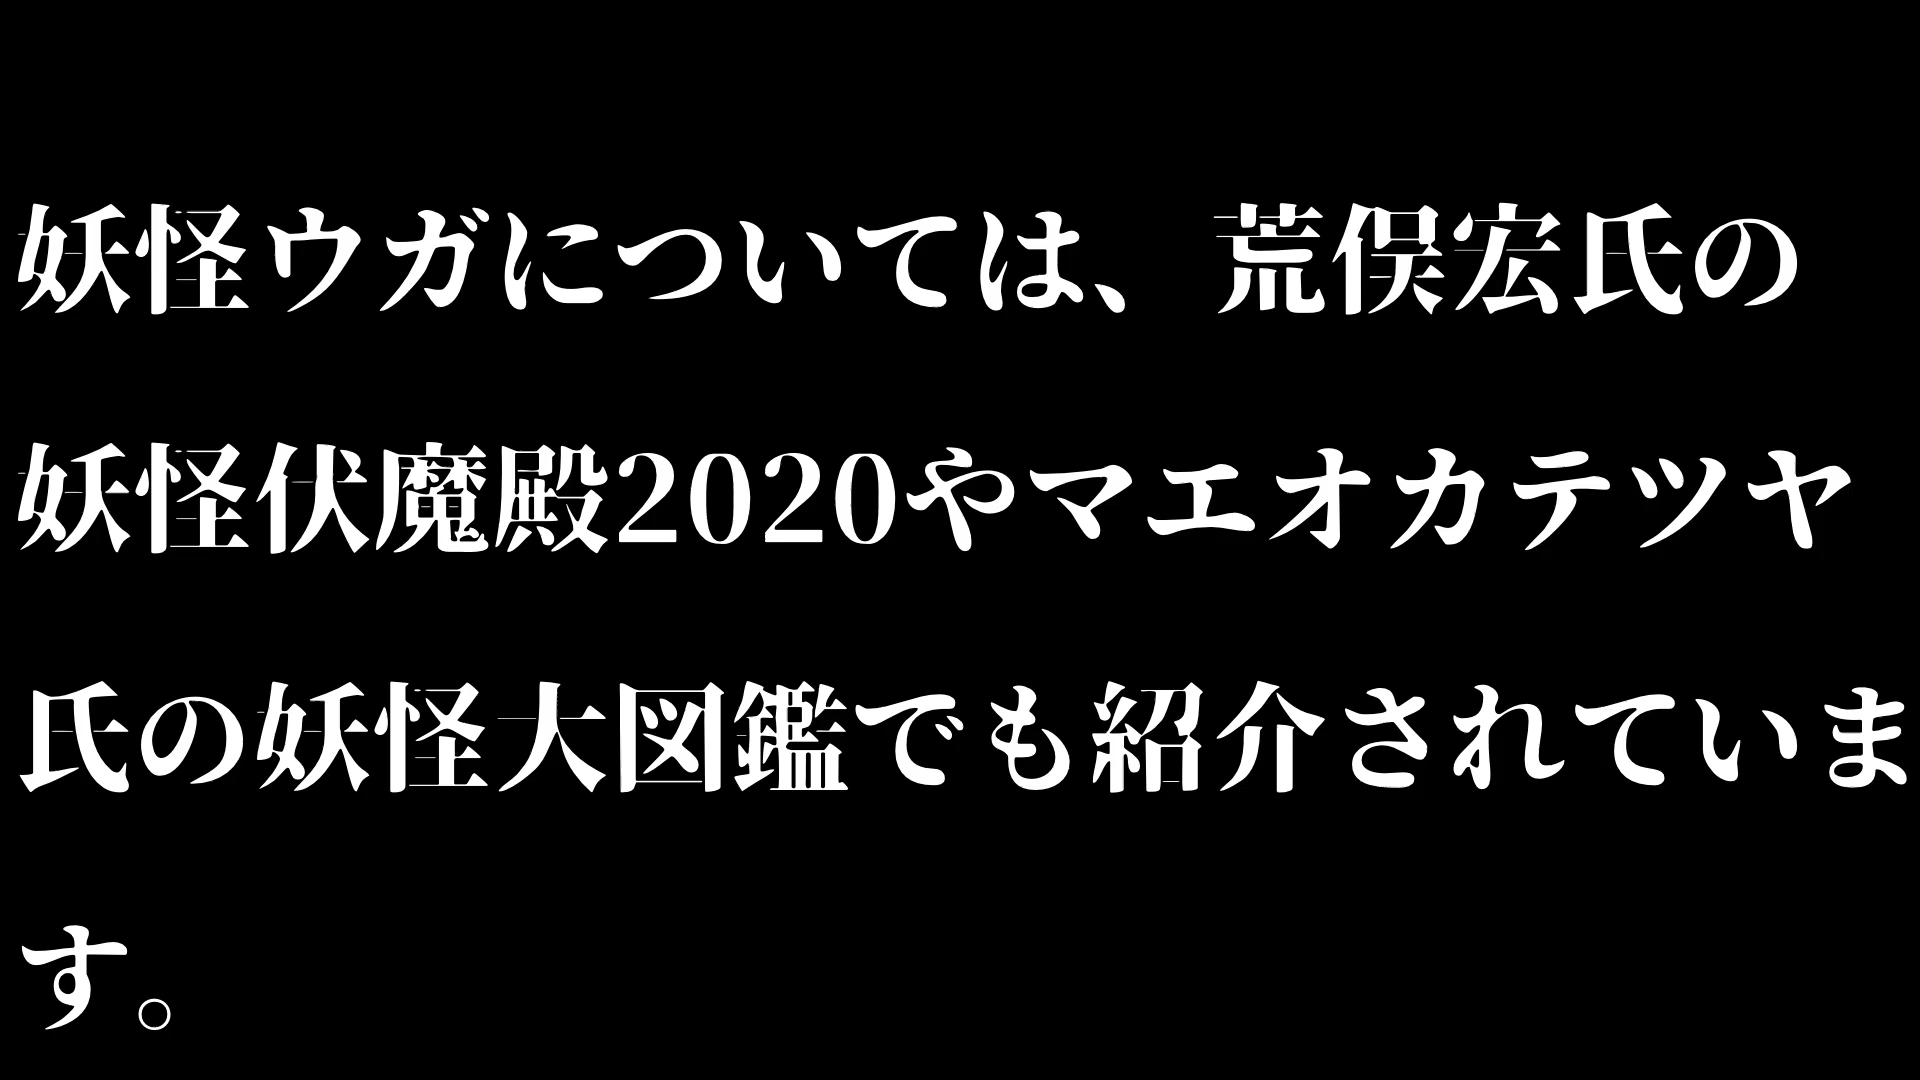 妖怪ウガについては、荒俣宏氏の
妖怪伏魔殿2020やマエオカテツヤ
氏の妖怪大図鑑でも紹介されていま
す。